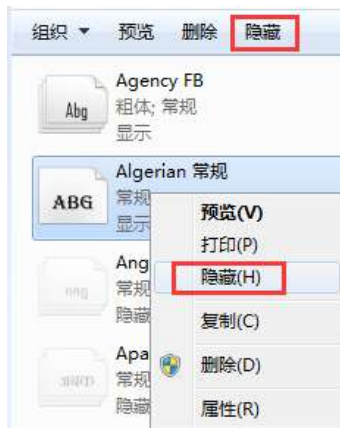 组织 预览 删除 隐藏
Agency FB
Abg
粗体; 常规
显示
Algerian 常规
ABG
常规
显示
预览(V)
打印(P)
Ang
常规
隐藏(H)
隐藏
复制(C)
Apa
删除(D)
常规
隐藏
属性(R)